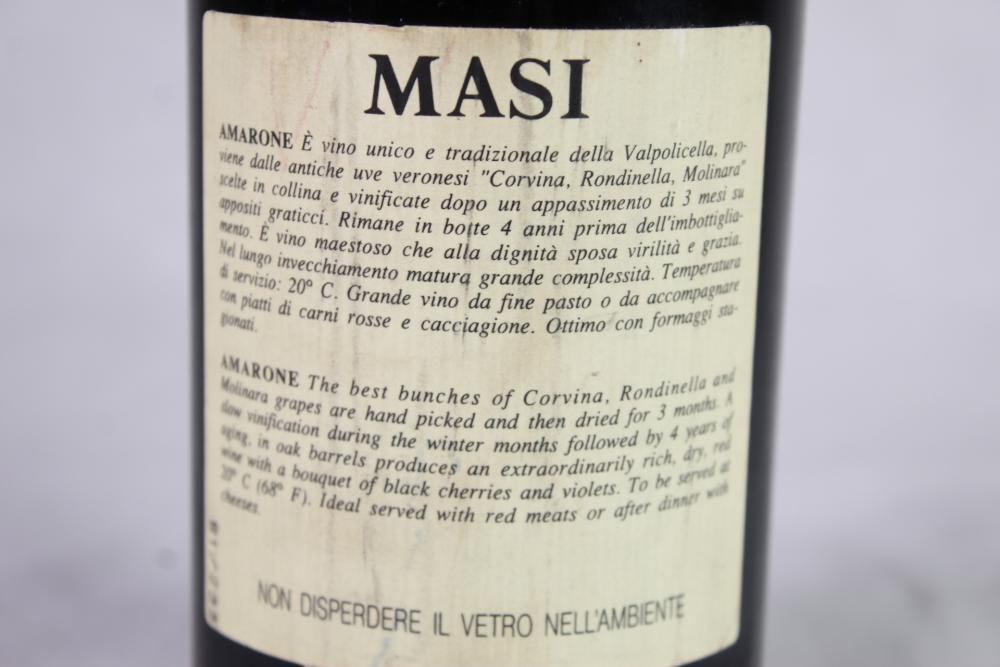 MASI
AMARONE È vino unico e tradizionale della Valpolicella, pro-
viene dalle antiche uve veronesi "Corvina, Rondinella, Molinara"
scelte in collina e vinificate dopo un appassimento di 3 mesi su
appositi graticci. Rimane in botte 4 anni prima dell'imbottiglia-
mento. È vino maestoso che alla dignità sposa virilità e grazia.
Nel lungo invecchiamento matura grande complessità. Temperatura
di servizio: 20° C. Grande vino da fine pasto o da accompagnare
con piatti di carni rosse e cacciagione. Ottimo con formaggi sta-
gionati.
AMARONE The best bunches of Corvina, Rondinella and
Molinara grapes are hand picked and then dried for 3 months. A
slow vinification during the winter months followed by 4 years of
aging, in oak barrels produces an extraordinarily rich, dry, red
wine with a bouquet of black cherries and violets. To be served at
20° C (68° F). Ideal served with red meats or after dinner with
cheeses.
NON DISPERDERE IL VETRO NELL'AMBIENTE